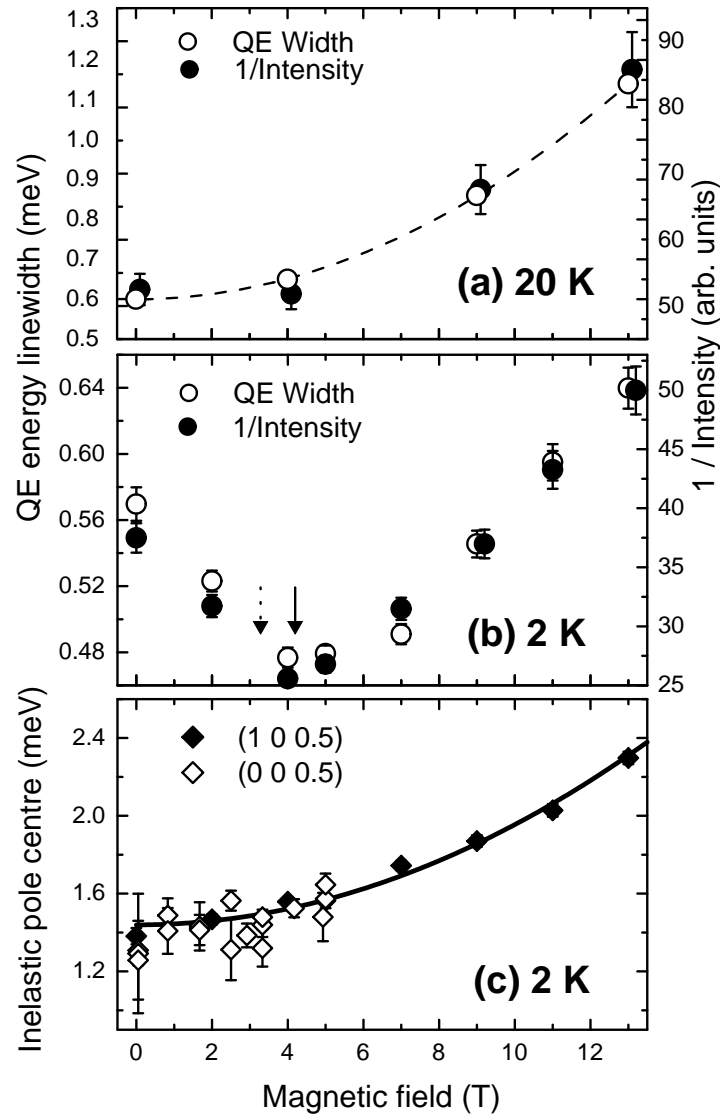 1.3
1.2
1.1
1.0
0.9
0.8
0.7
0.6
0.5
QE Width
1/Intensity
(a) 20 K
90
80
70
60
50
QE energy linewidth (meV)
1 / Intensity (arb. units)
0.64
0.60
0.56
0.52
0.48
QE Width
1/Intensity
(b) 2 K
50
45
40
35
30
25
Inelastic pole centre (meV)
2.4
2.0
1.6
1.2
(1 0 0.5)
(0 0 0.5)
(c) 2 K
0 2 4 6 8 10 12
Magnetic field (T)